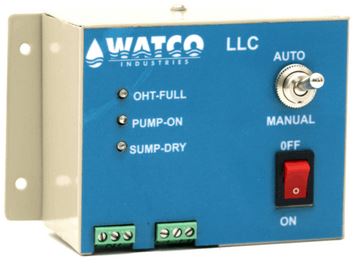 WATCO LLC
INDUSTRIES
AUTO
OHT-FULL
PUMP-ON
MANUAL
SUMP-DRY
OFF
ON